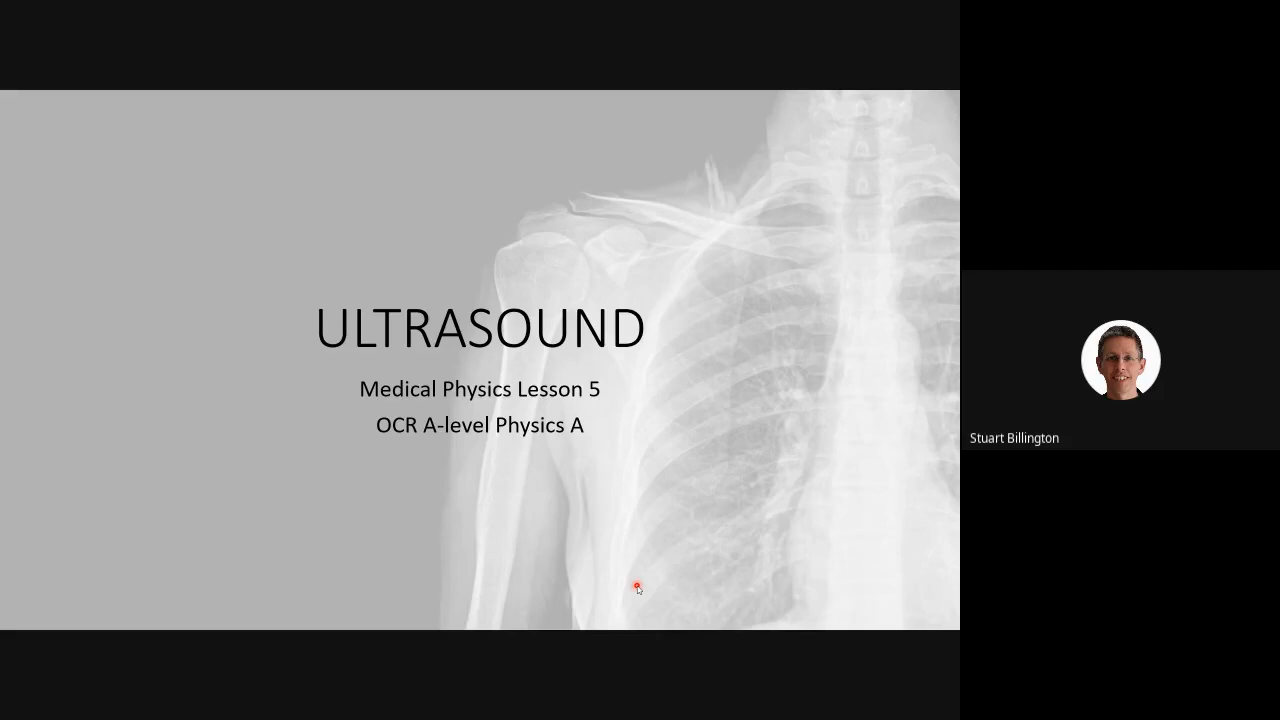 ULTRASOUND
Medical Physics Lesson 5
OCR A-level Physics A
Stuart Billington